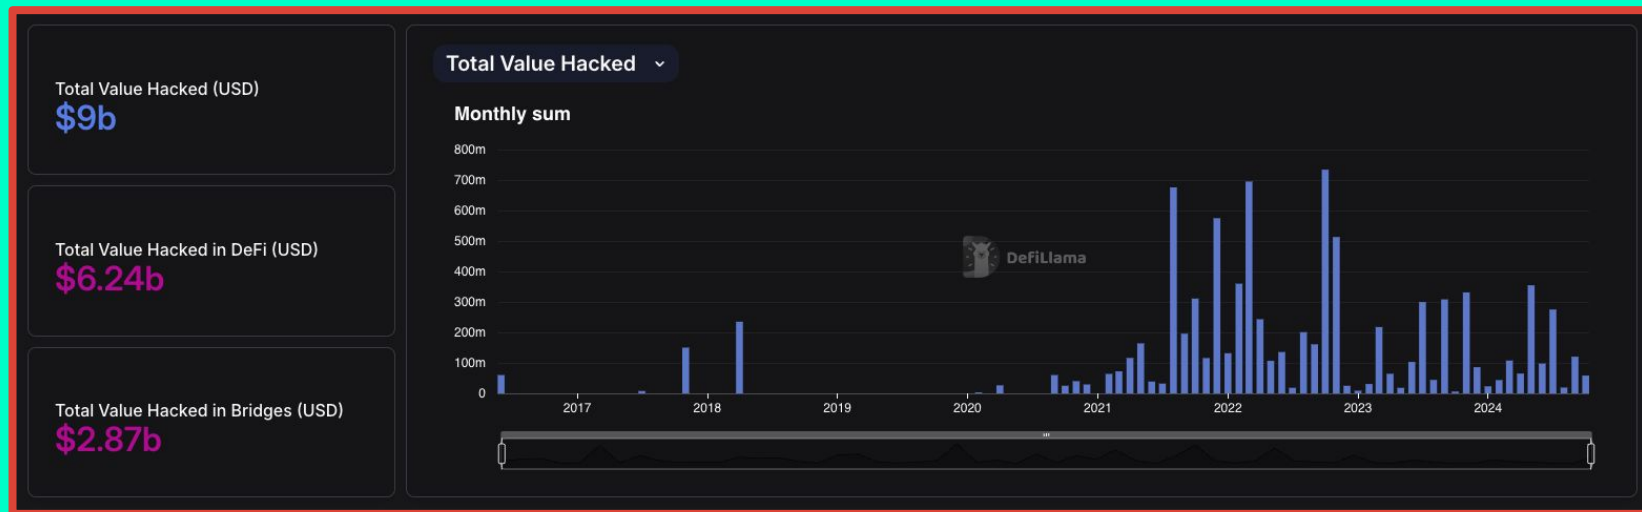 Total Value Hacked (USD)
$9b
Total Value Hacked in DeFi (USD)
$6.24b
Total Value Hacked in Bridges (USD)
$2.87b
Total Value Hacked
Monthly sum
800m
700m
600m
500m
400m
300m
200m
100m
0
2017 2018 2019 2020 2021 2022 2023 2024
DefiLlama